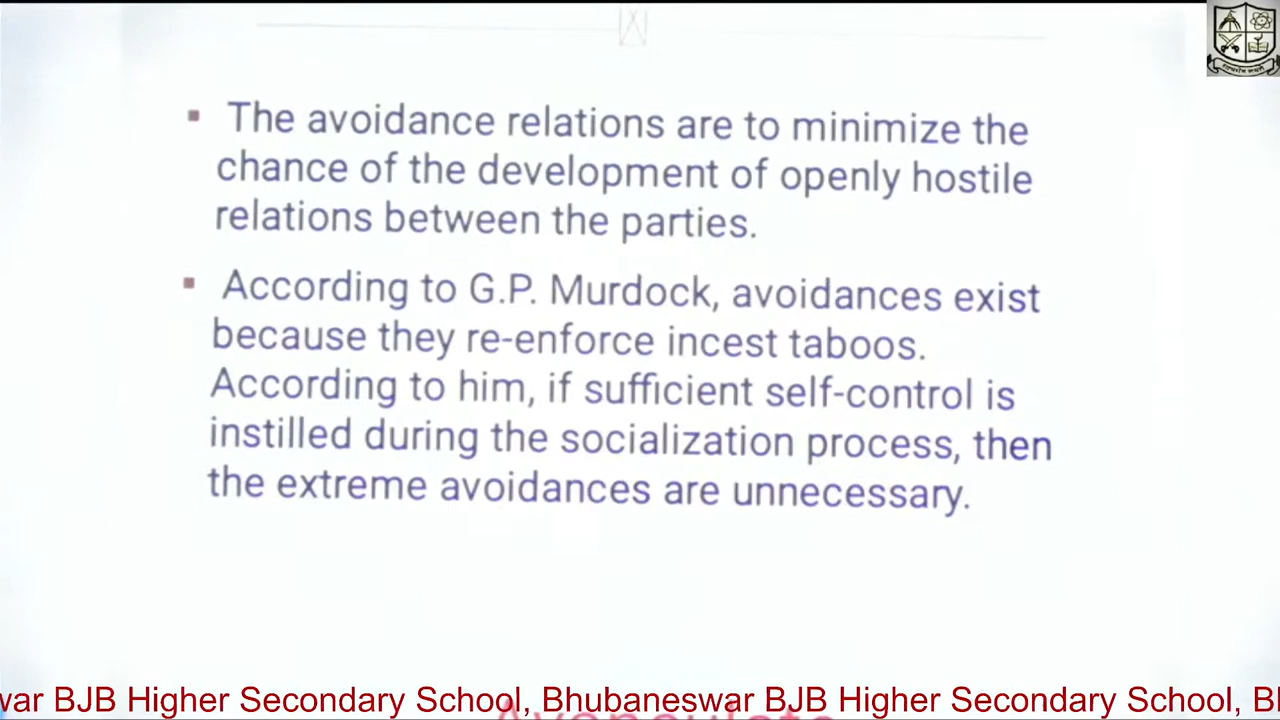 ▪ The avoidance relations are to minimize the
chance of the development of openly hostile
relations between the parties.
▪ According to G.P. Murdock, avoidances exist
because they re-enforce incest taboos.
According to him, if sufficient self-control is
instilled during the socialization process, then
the extreme avoidances are unnecessary.
war BJB Higher Secondary School, Bhubaneswar BJB Higher Secondary School, B